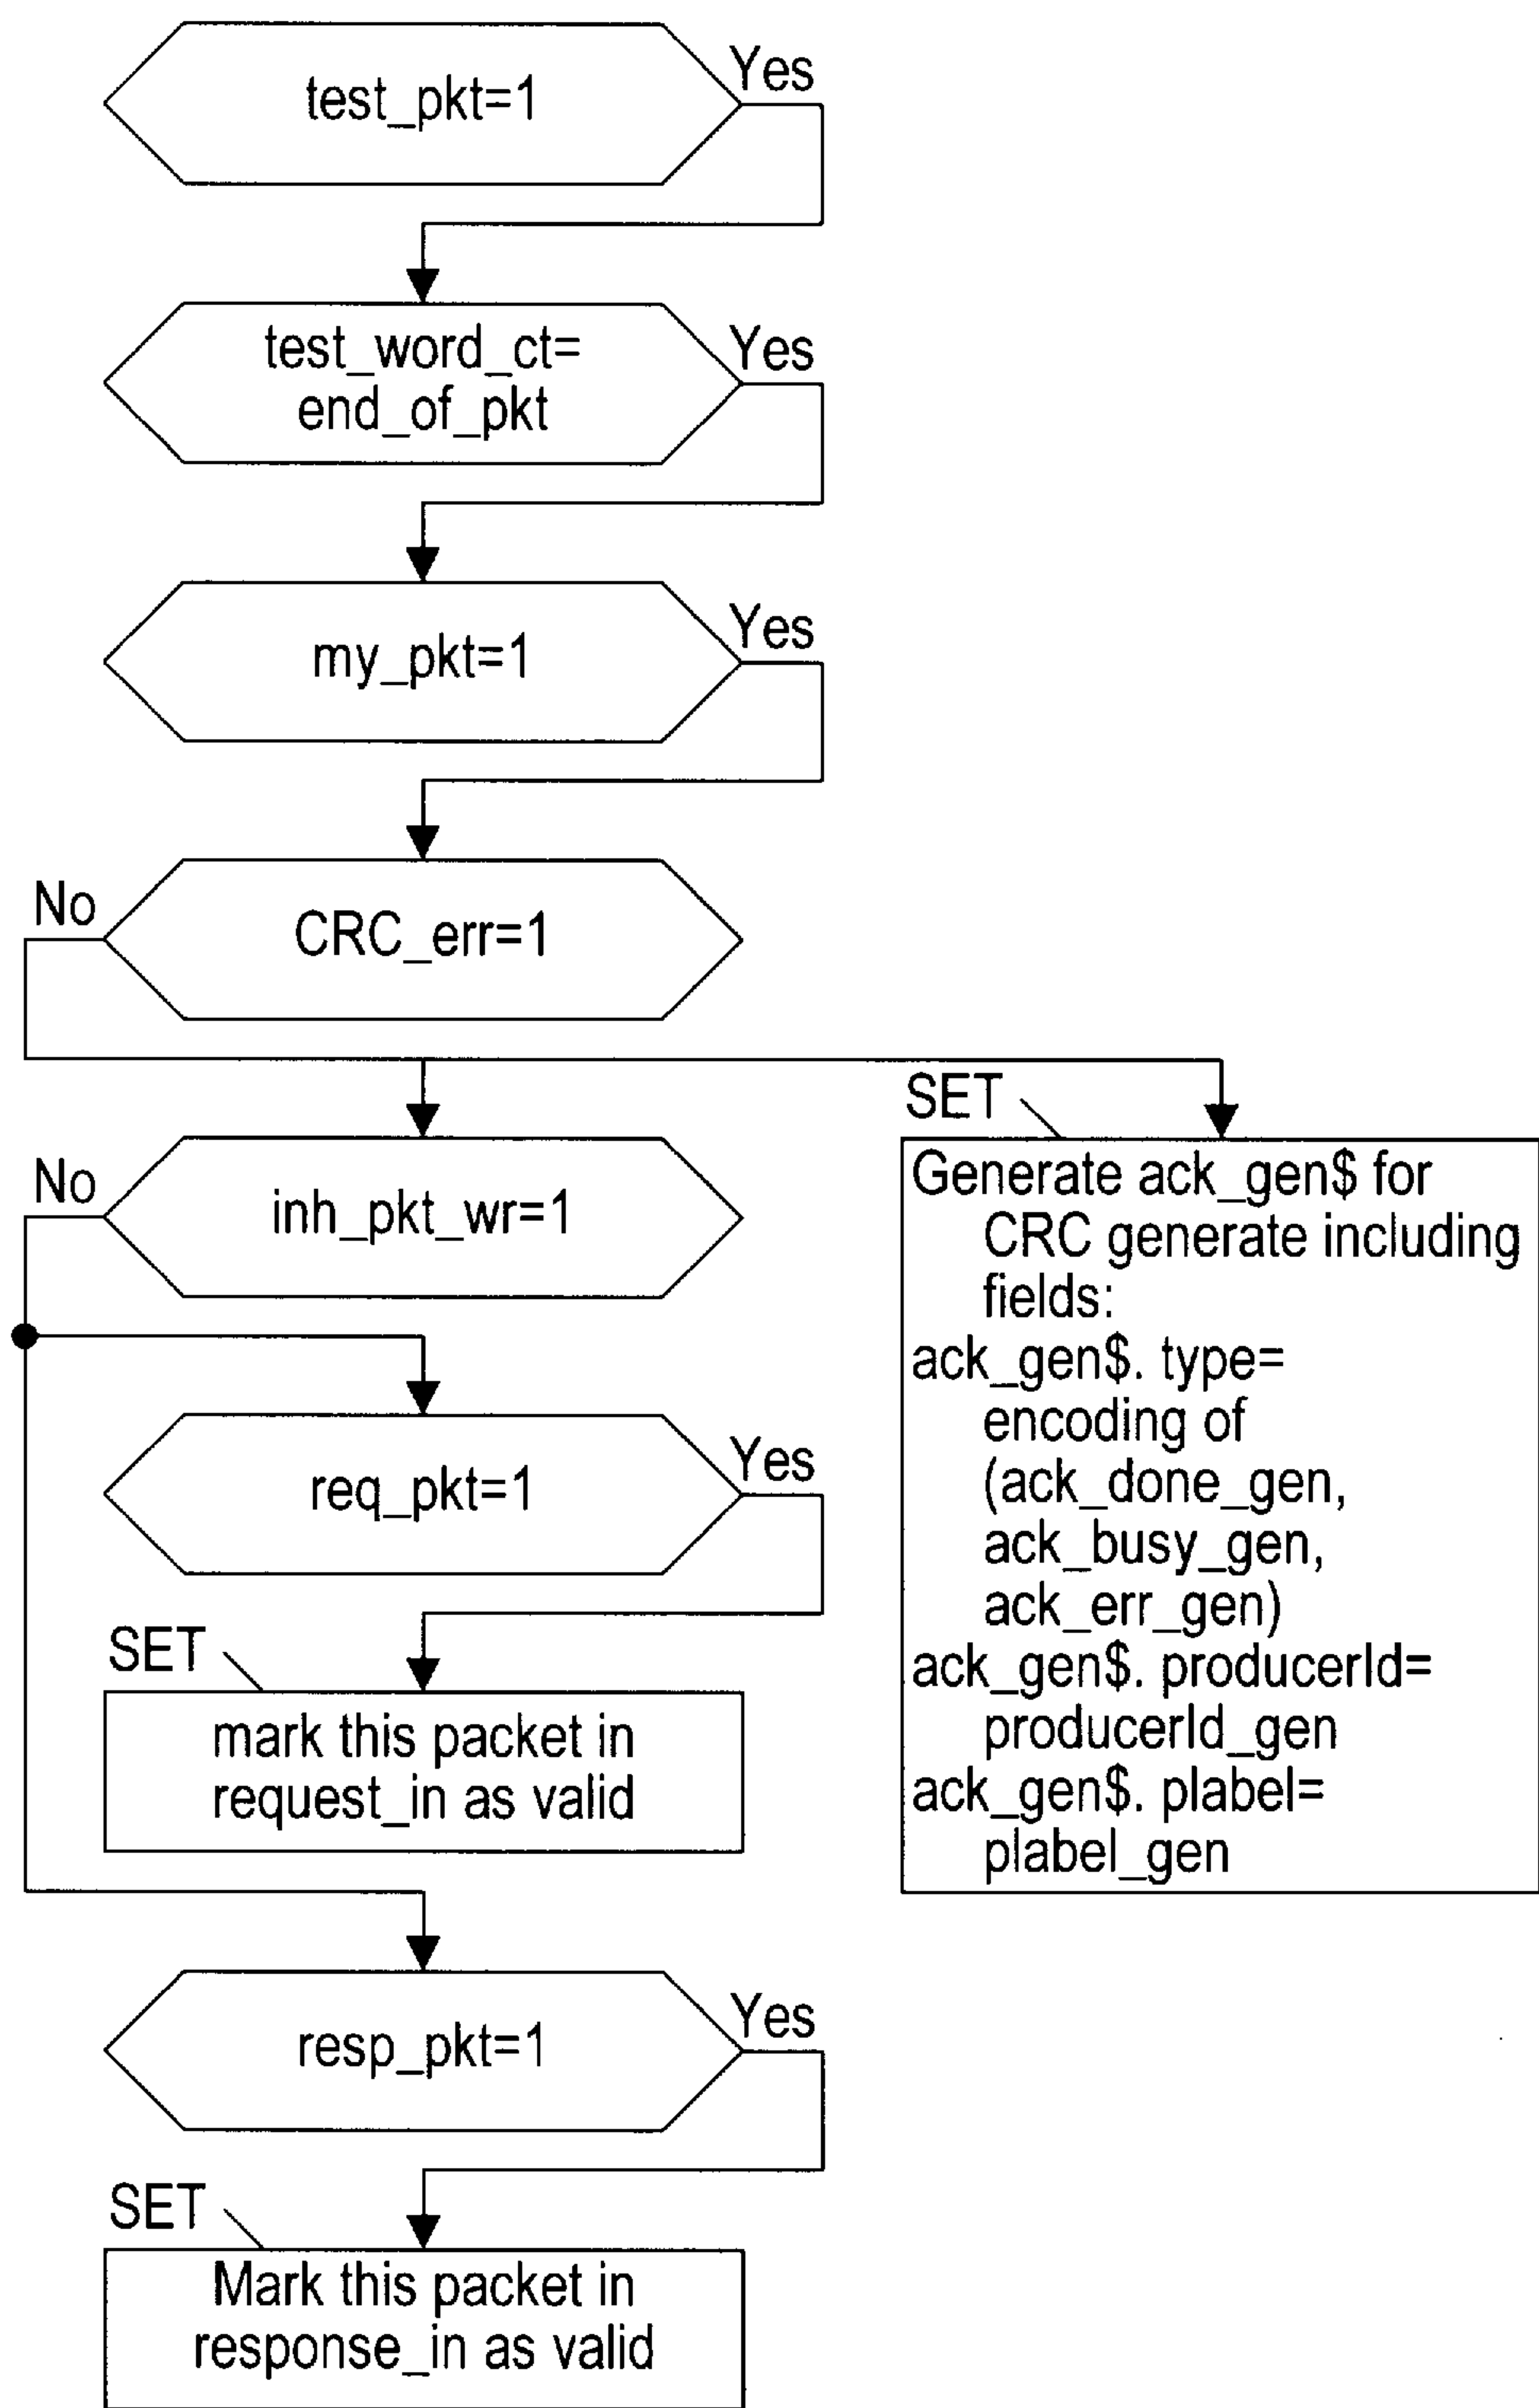 test_pkt=1
Yes
test_word_ct=
end_of_pkt
Yes
my_pkt=1
Yes
No
CRC_err=1
No
inh_pkt_wr=1
SET
Generate ack_gen$ for
CRC generate including
fields:
ack_gen$. type=
encoding of
(ack_done_gen,
ack_busy_gen,
ack_err_gen)
ack_gen$. producerId=
producerId_gen
ack_gen$. plabel=
plabel_gen
req_pkt=1
Yes
SET
mark this packet in
request_in as valid
resp_pkt=1
Yes
SET
Mark this packet in
response_in as valid